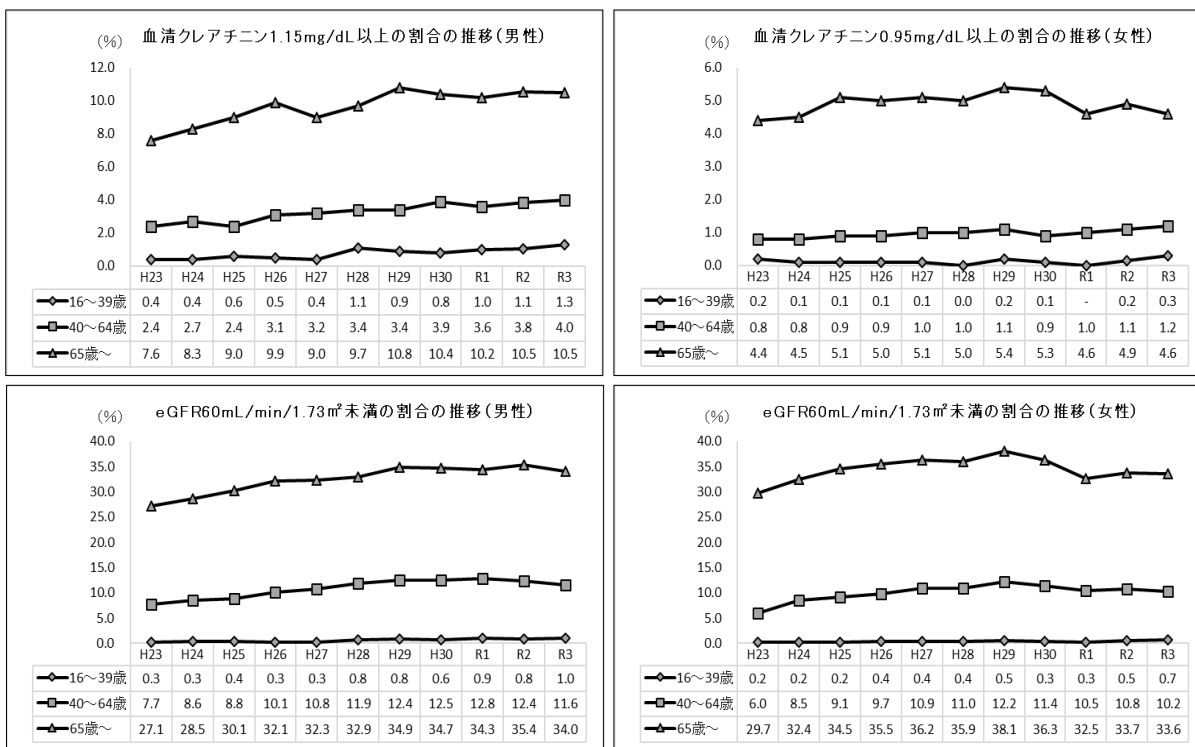 血清クレアチニン1.15mg/dL以上の割合の推移(男性)
(%)
12.0
10.0
8.0
6.0
4.0
2.0
0.0
H23 H24 H25 H26 H27 H28 H29 H30 R1 R2 R3
16～39歳 0.4 0.4 0.6 0.5 0.4 1.1 0.9 0.8 1.0 1.1 1.3
40～64歳 2.4 2.7 2.4 3.1 3.2 3.4 3.4 3.9 3.6 3.8 4.0
65歳～ 7.6 8.3 9.0 9.9 9.0 9.7 10.8 10.4 10.2 10.5 10.5
血清クレアチニン0.95mg/dL以上の割合の推移(女性)
(%)
6.0
5.0
4.0
3.0
2.0
1.0
0.0
H23 H24 H25 H26 H27 H28 H29 H30 R1 R2 R3
16～39歳 0.2 0.1 0.1 0.1 0.1 0.0 0.2 0.1 - 0.2 0.3
40～64歳 0.8 0.8 0.9 0.9 1.0 1.0 1.1 0.9 1.0 1.1 1.2
65歳～ 4.4 4.5 5.1 5.0 5.1 5.0 5.4 5.3 4.6 4.9 4.6
eGFR60mL/min/1.73㎡未満の割合の推移(男性)
(%)
40.0
35.0
30.0
25.0
20.0
15.0
10.0
5.0
0.0
H23 H24 H25 H26 H27 H28 H29 H30 R1 R2 R3
16～39歳 0.3 0.3 0.4 0.3 0.3 0.8 0.8 0.6 0.9 0.8 1.0
40～64歳 7.7 8.6 8.8 10.1 10.8 11.9 12.4 12.5 12.8 12.4 11.6
65歳～ 27.1 28.5 30.1 32.1 32.3 32.9 34.9 34.7 34.3 35.4 34.0
eGFR60mL/min/1.73㎡未満の割合の推移(女性)
(%)
40.0
35.0
30.0
25.0
20.0
15.0
10.0
5.0
0.0
H23 H24 H25 H26 H27 H28 H29 H30 R1 R2 R3
16～39歳 0.2 0.2 0.2 0.4 0.4 0.4 0.5 0.3 0.3 0.5 0.7
40～64歳 6.0 8.5 9.1 9.7 10.9 11.0 12.2 11.4 10.5 10.8 10.2
65歳～ 29.7 32.4 34.5 35.5 36.2 35.9 38.1 36.3 32.5 33.7 33.6